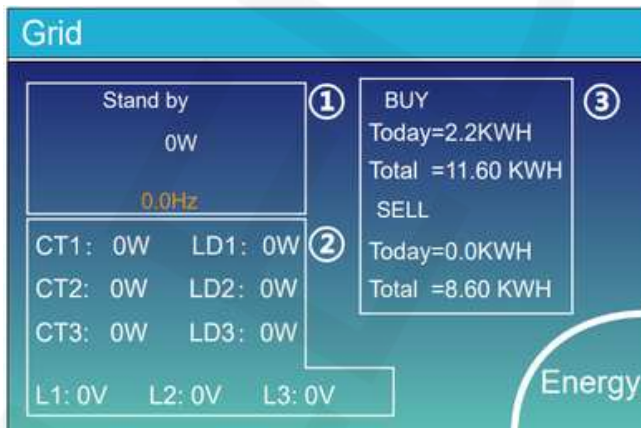 Grid
Stand by
①
0W
0.0Hz
CT1: 0W LD1: 0W
②
CT2: 0W LD2: 0W
CT3: 0W LD3: 0W
L1: 0V L2: 0V L3: 0V
BUY
③
Today=2.2KWH
Total =11.60 KWH
SELL
Today=0.0KWH
Total =8.60 KWH
Energy